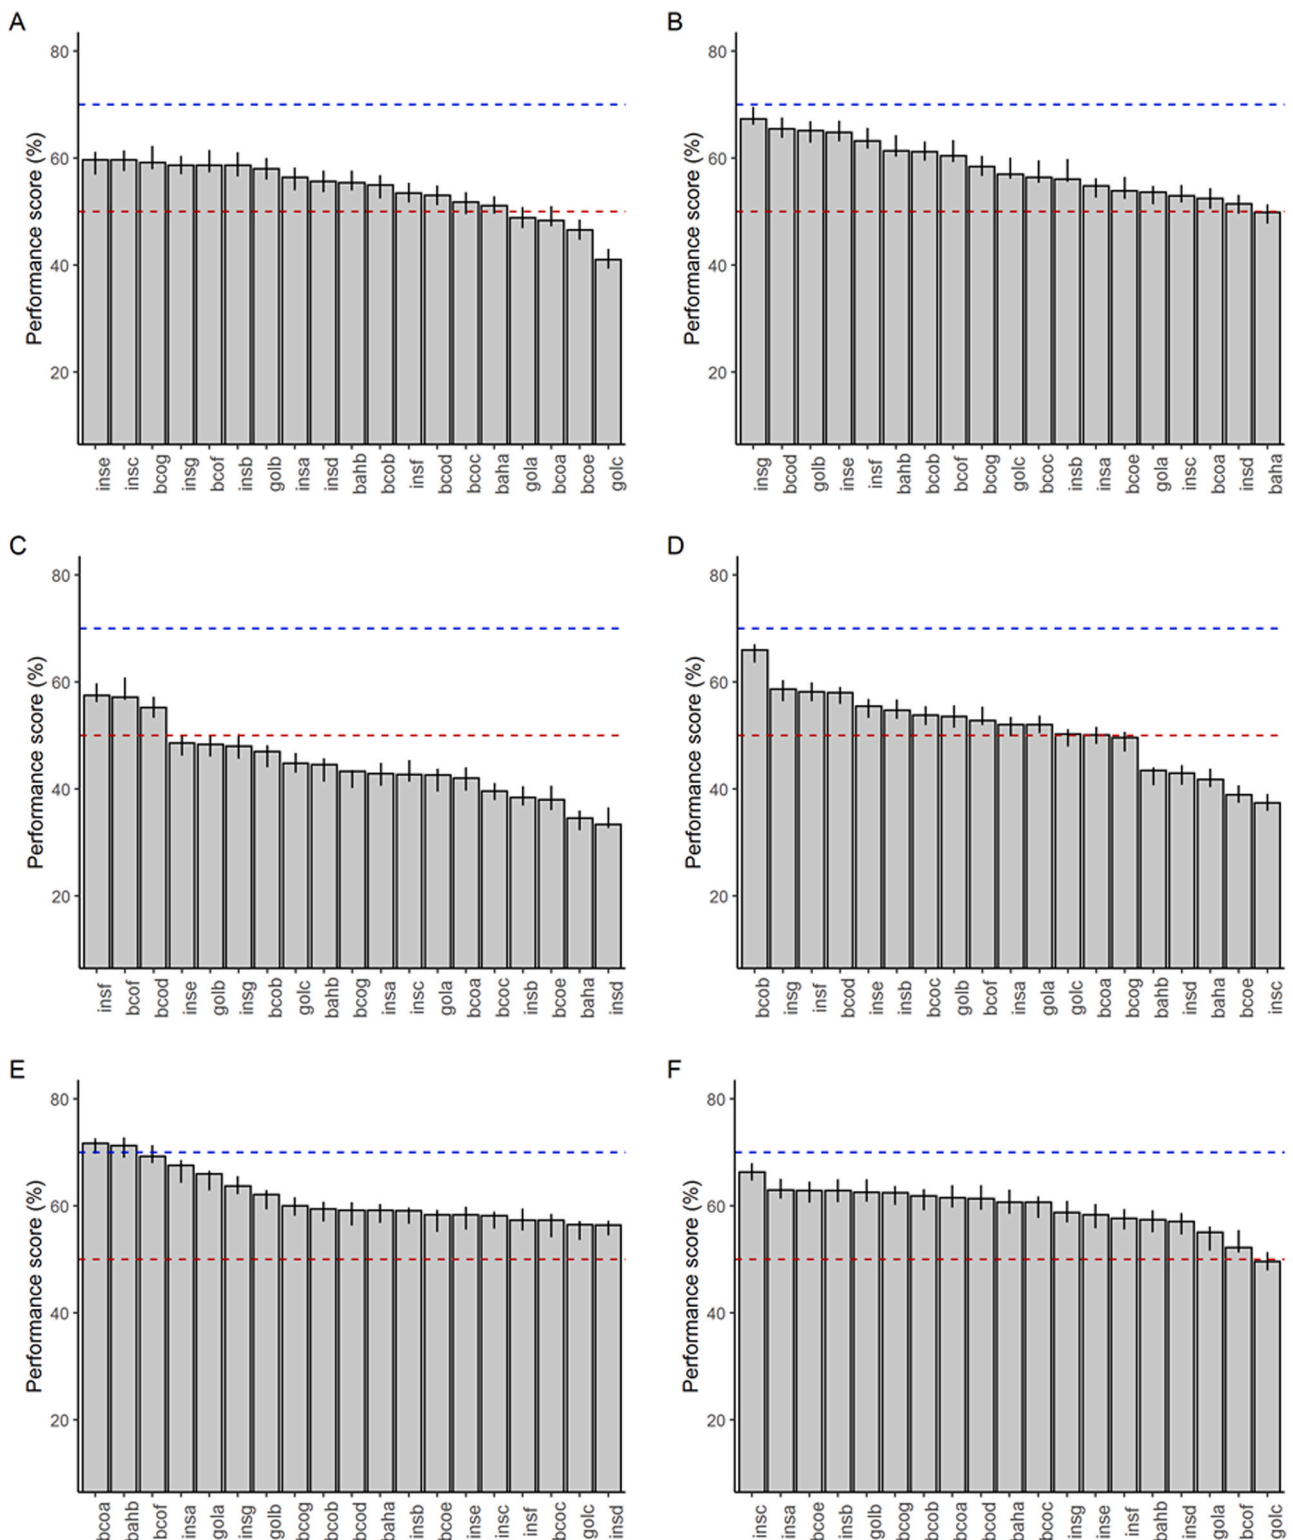 A
Performance score (%)
80
60
40
20
inse insc bcog insg bcof insb golb insa insd bahb bcob insf bcod bcoc baha gola bcoa bcoe golc
B
Performance score (%)
80
60
40
20
insg bcod golb inse insf bahb bcob bcof bcog golc bcoc insb insa bcoe gola insc bcoa insd baha
C
Performance score (%)
80
60
40
20
insf bcof bcod inse golb insg bcob golc bahb bcog insa insc gola bcoa bcoc insb bcoe baha insd
D
Performance score (%)
80
60
40
20
bcob insg insf bcod inse insb bcoc golb bcof insa gola golc bcoa bcog bahb insd baha bcoe insc
E
Performance score (%)
80
60
40
20
bcoa bahb bcof insa gola insg golb bcog bcob bcod baha insb bcoe inse insc insf bcoc golc insd
F
Performance score (%)
80
60
40
20
insc insa bcoe insb golb bcog bcob bcoa bcod baha bcoc insg inse insf bahb insd gola bcof golc